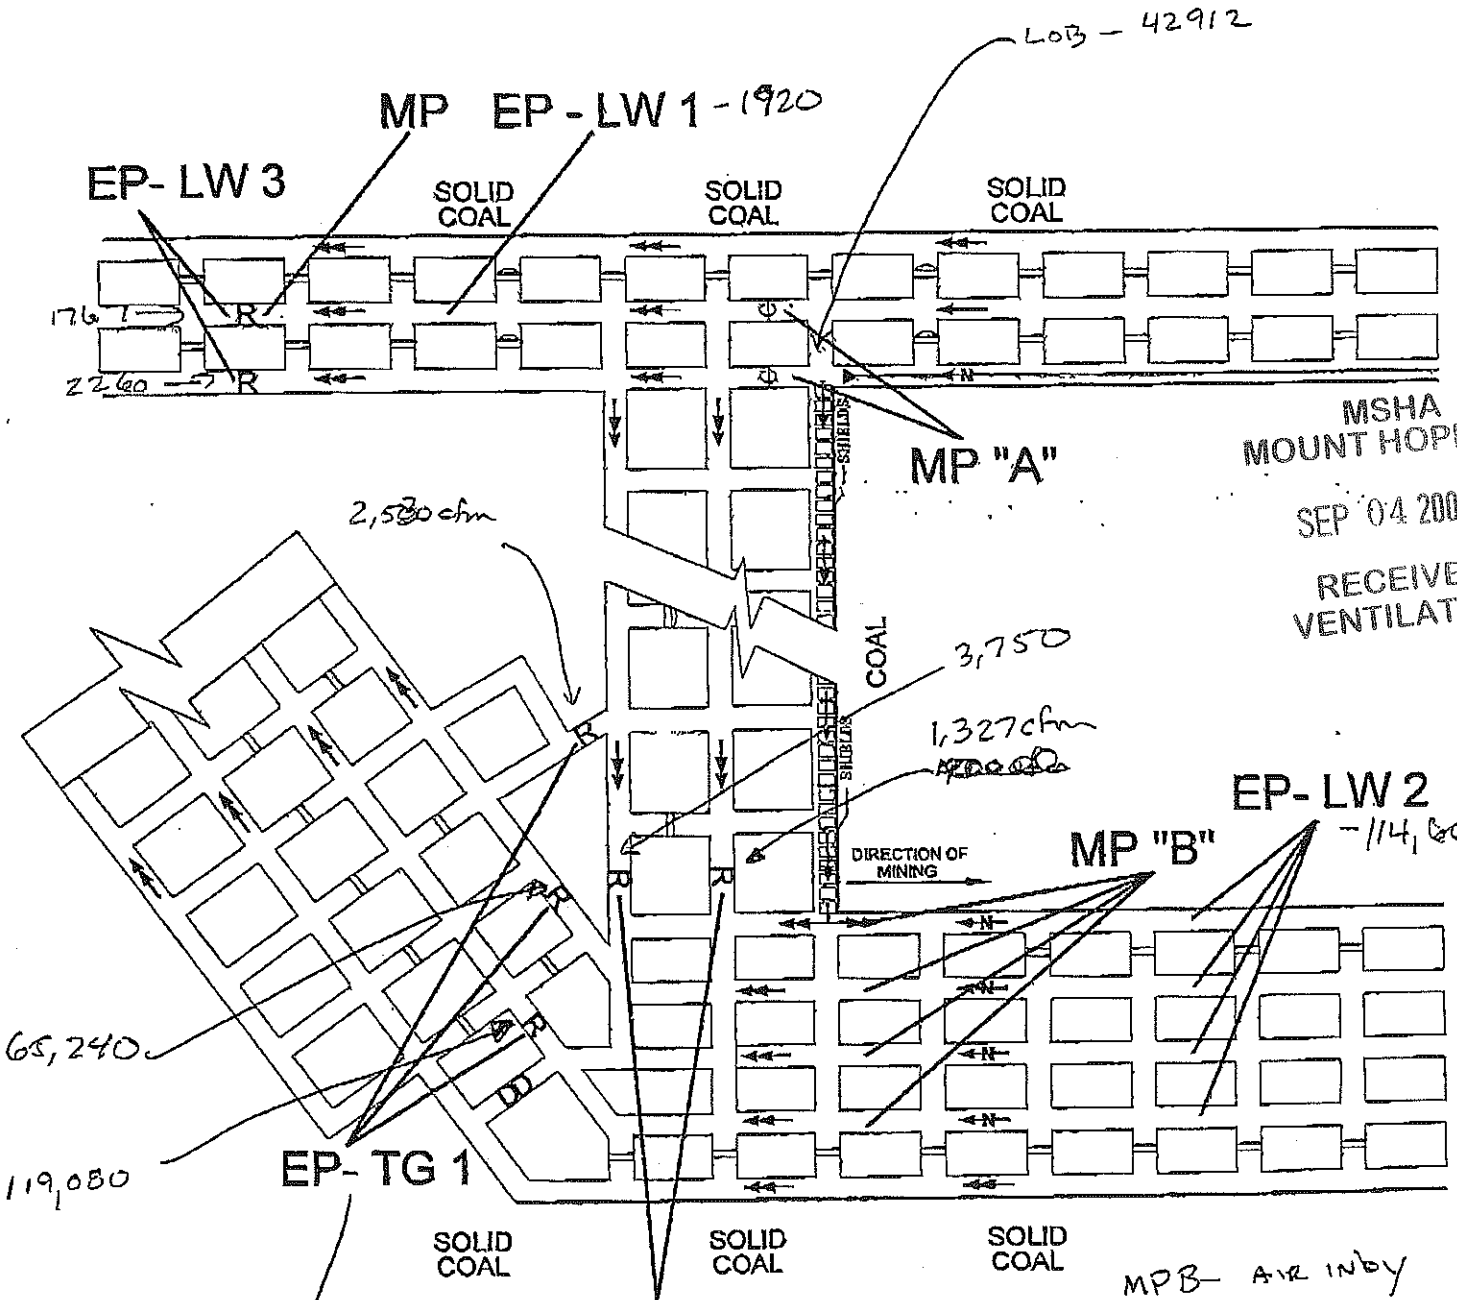 LOB - 42912
MP EP - LW 1 - 1920
EP- LW 3
SOLID COAL
SOLID COAL
SOLID COAL
1767
R
2260
R
N
SHIELDS
MP "A"
MSHA
MOUNT HOP
SEP 04 200
RECEIVE
VENTILAT
cfm
COAL
3,750
R
1,327 cfm
SHIELDS
EP- LW 2
-114,
MP "B"
DIRECTION OF MINING
R
R
R
N
N
65,240
R
N
DD
N
119,080
EP- TG 1
SOLID COAL
SOLID COAL
SOLID COAL
MPB- AIR INBY